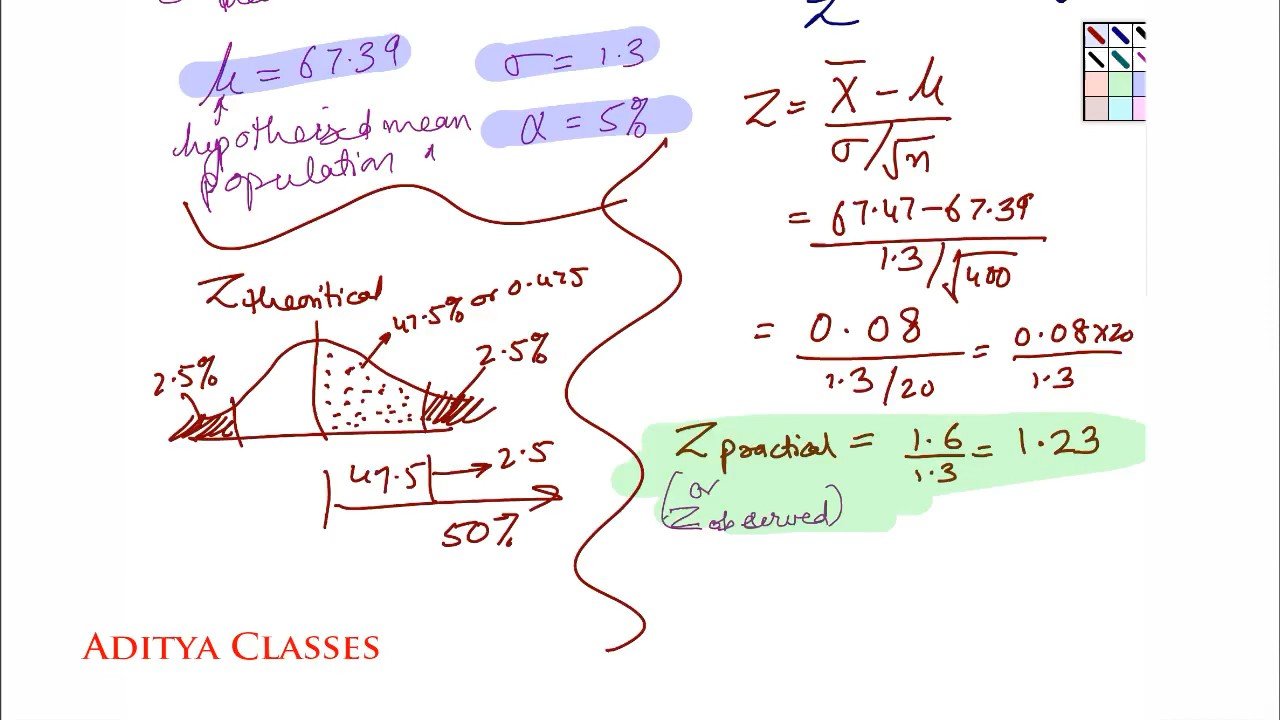 μ = 67.39
σ = 1.3
hypothesized mean
population
α = 5%
Z theoritical
47.5% or 0.475
2.5%
2.5%
47.5 → 2.5
50%
Z
Z = X̄ - μ / σ/√n
= 67.47 - 67.39 / 1.3/√400
= 0.08 / 1.3/20 = 0.08×20 / 1.3
Z practical = 1.6 / 1.3 = 1.23
(or
Z observed)
ADITYA CLASSES